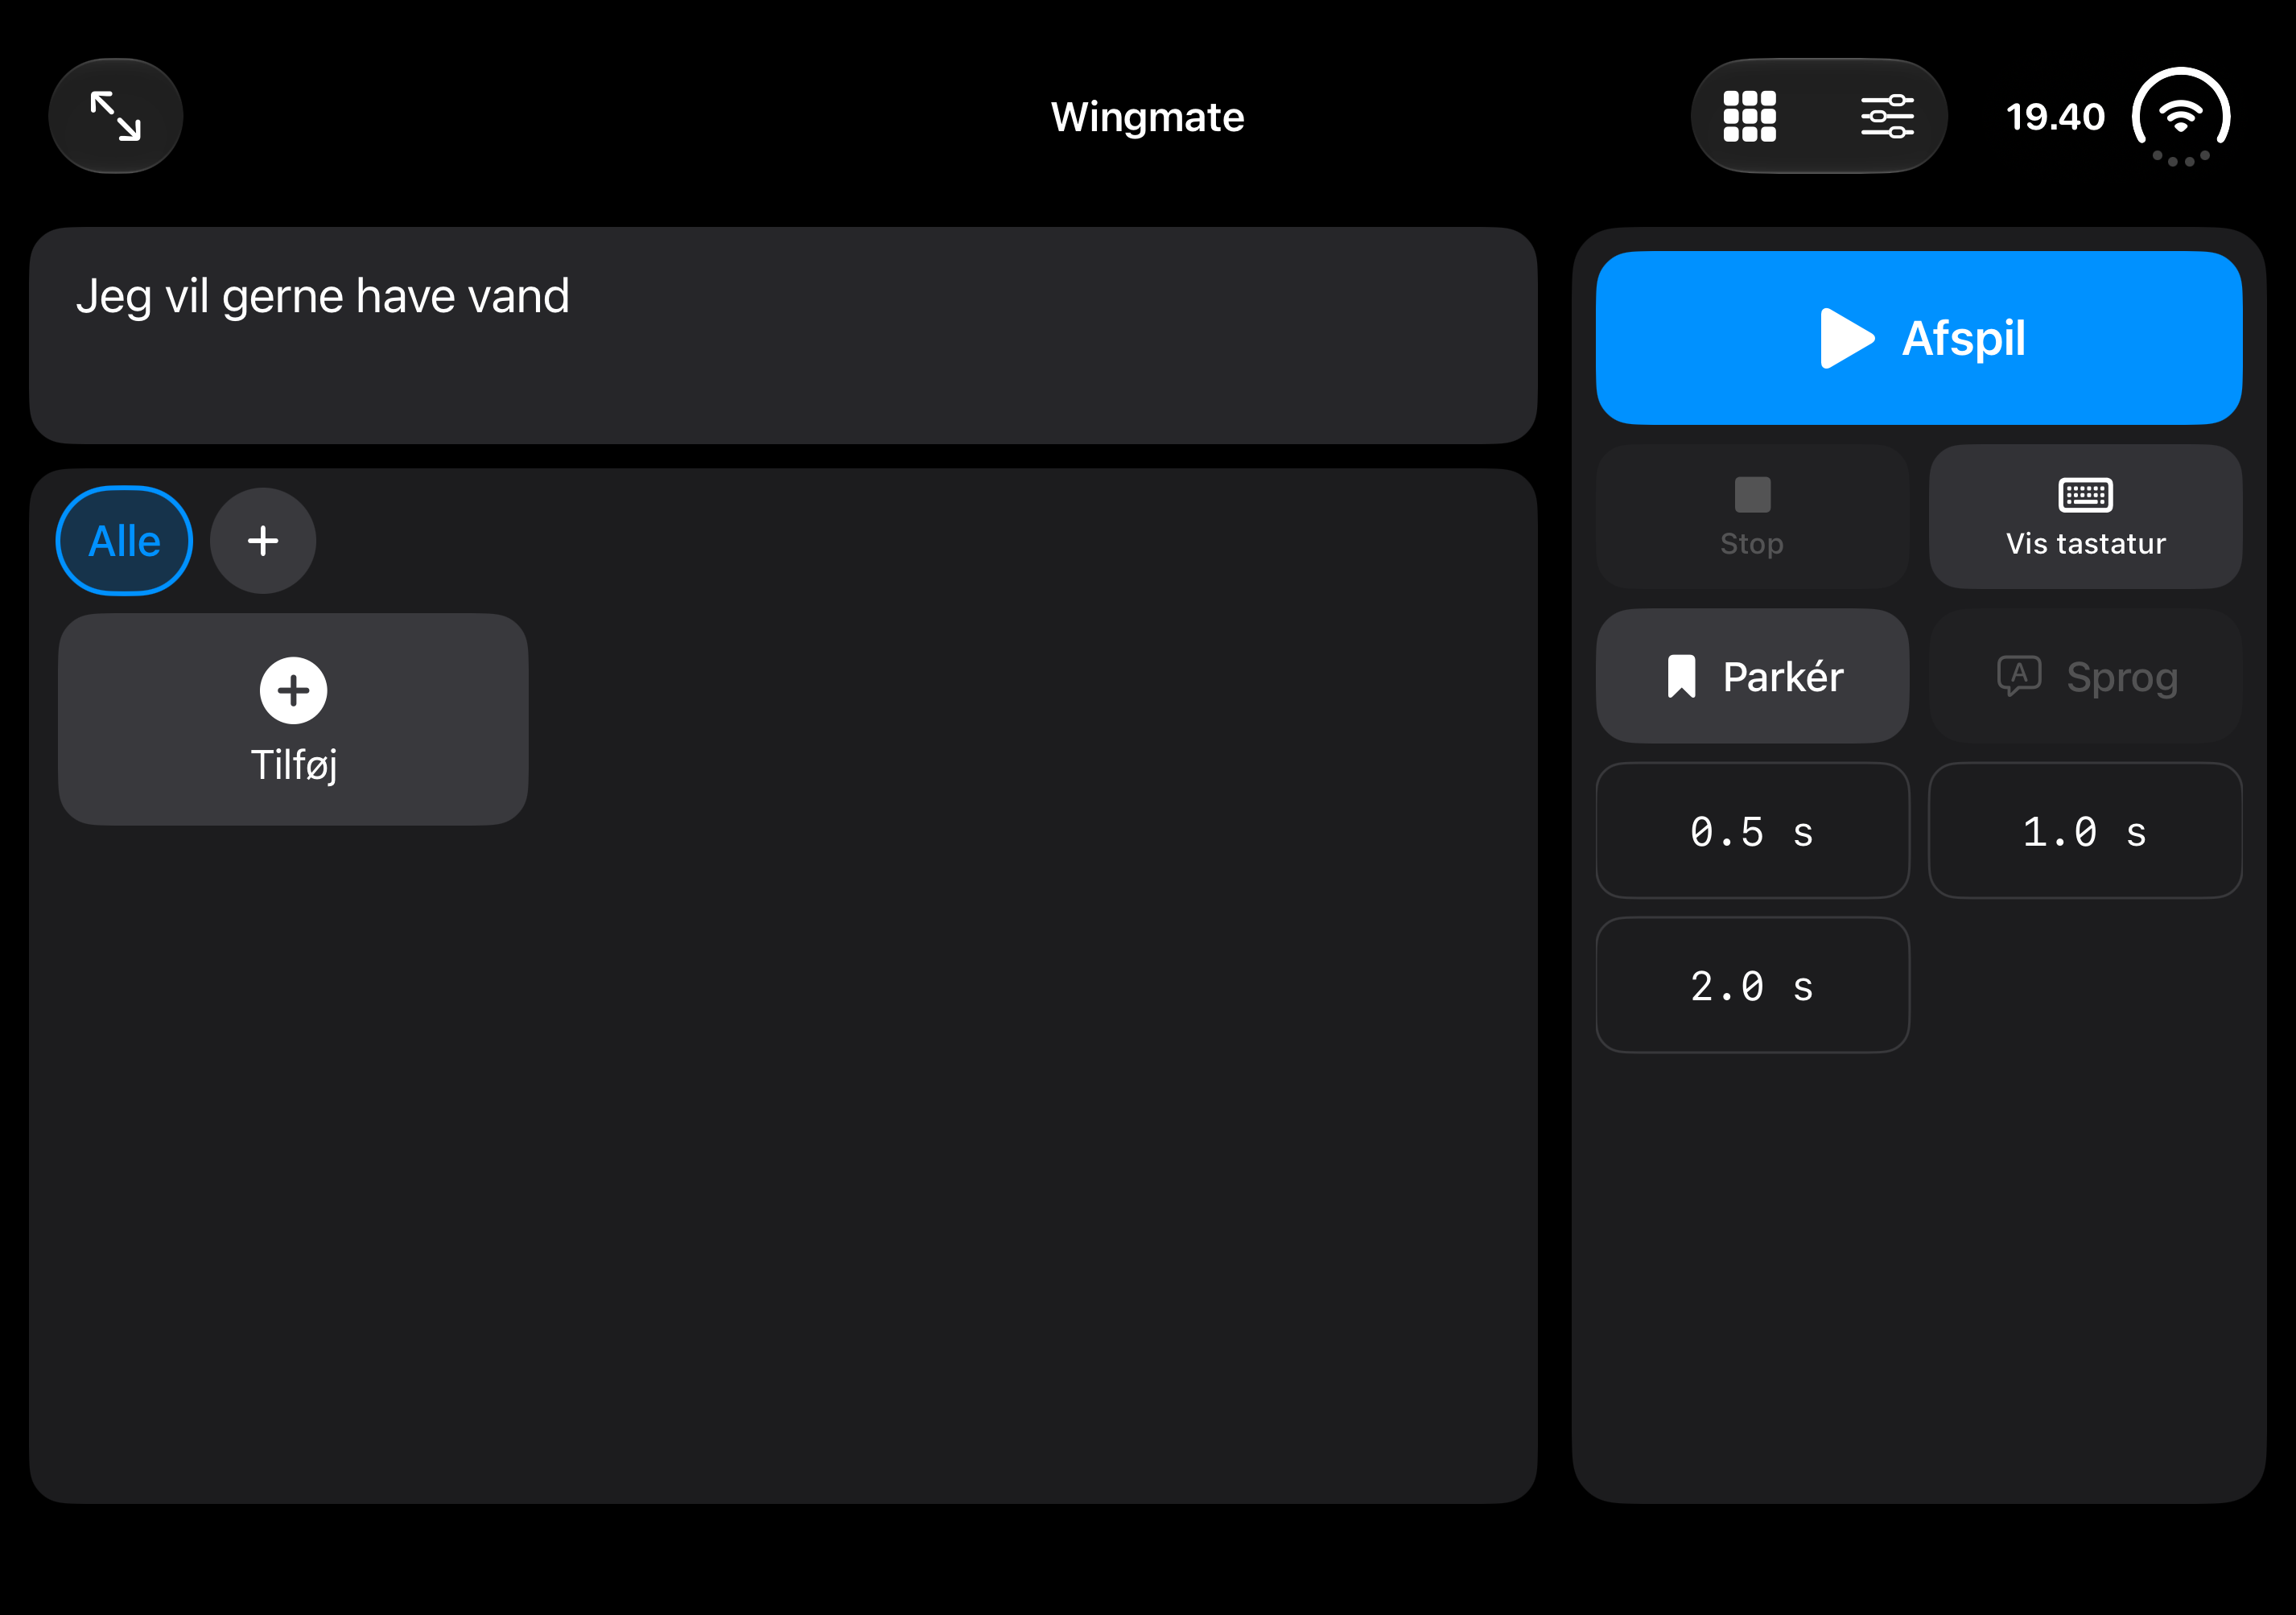 Wingmate
19.40
Jeg vil gerne have vand
Afspil
Stop
Vis tastatur
Alle
Parkér
Sprog
Tilføj
0.5 s
1.0 s
2.0 s